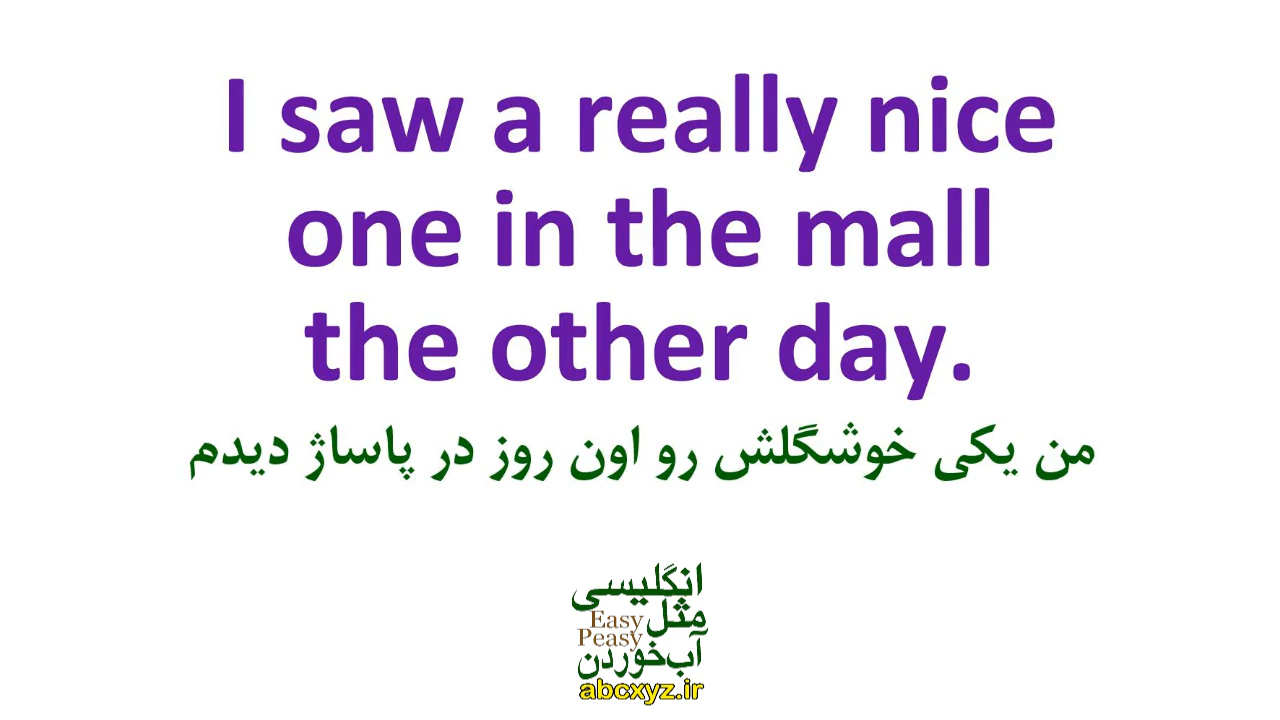 I saw a really nice
one in the mall
the other day.
من یکی خوشگلش رو اون روز در پاساژ دیدم
انگلیسی
مثل
Easy
Peasy
آب‌خوردن
abcxyz.ir